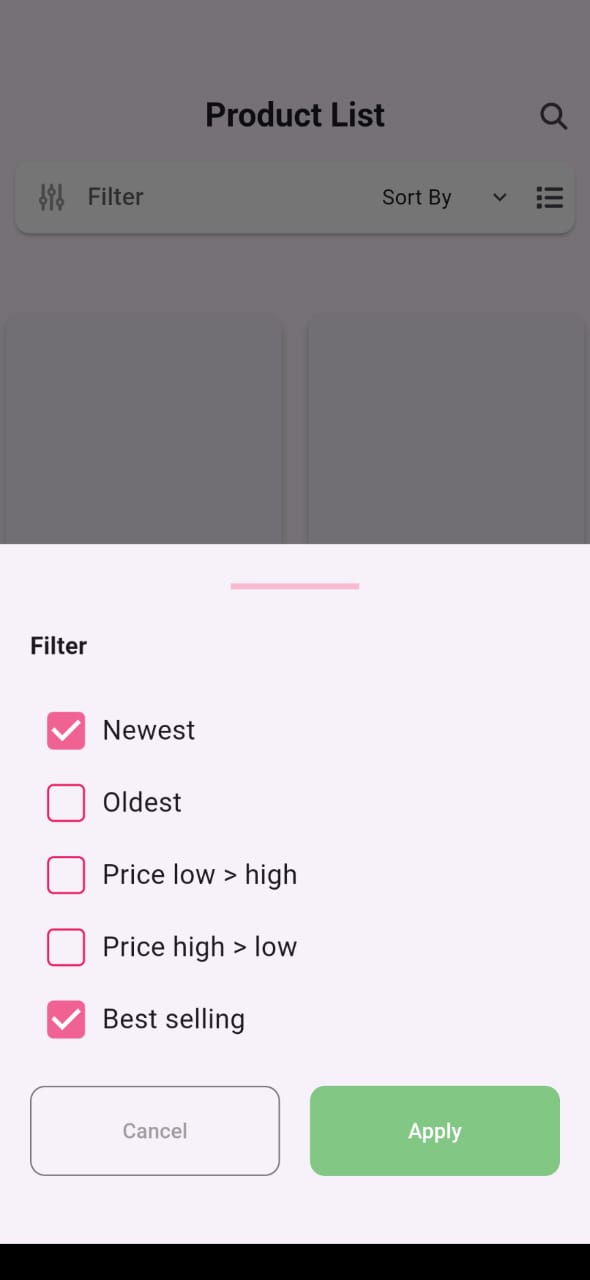 Product List
Filter
Sort By
Filter
Newest
Oldest
Price low > high
Price high > low
Best selling
Cancel
Apply